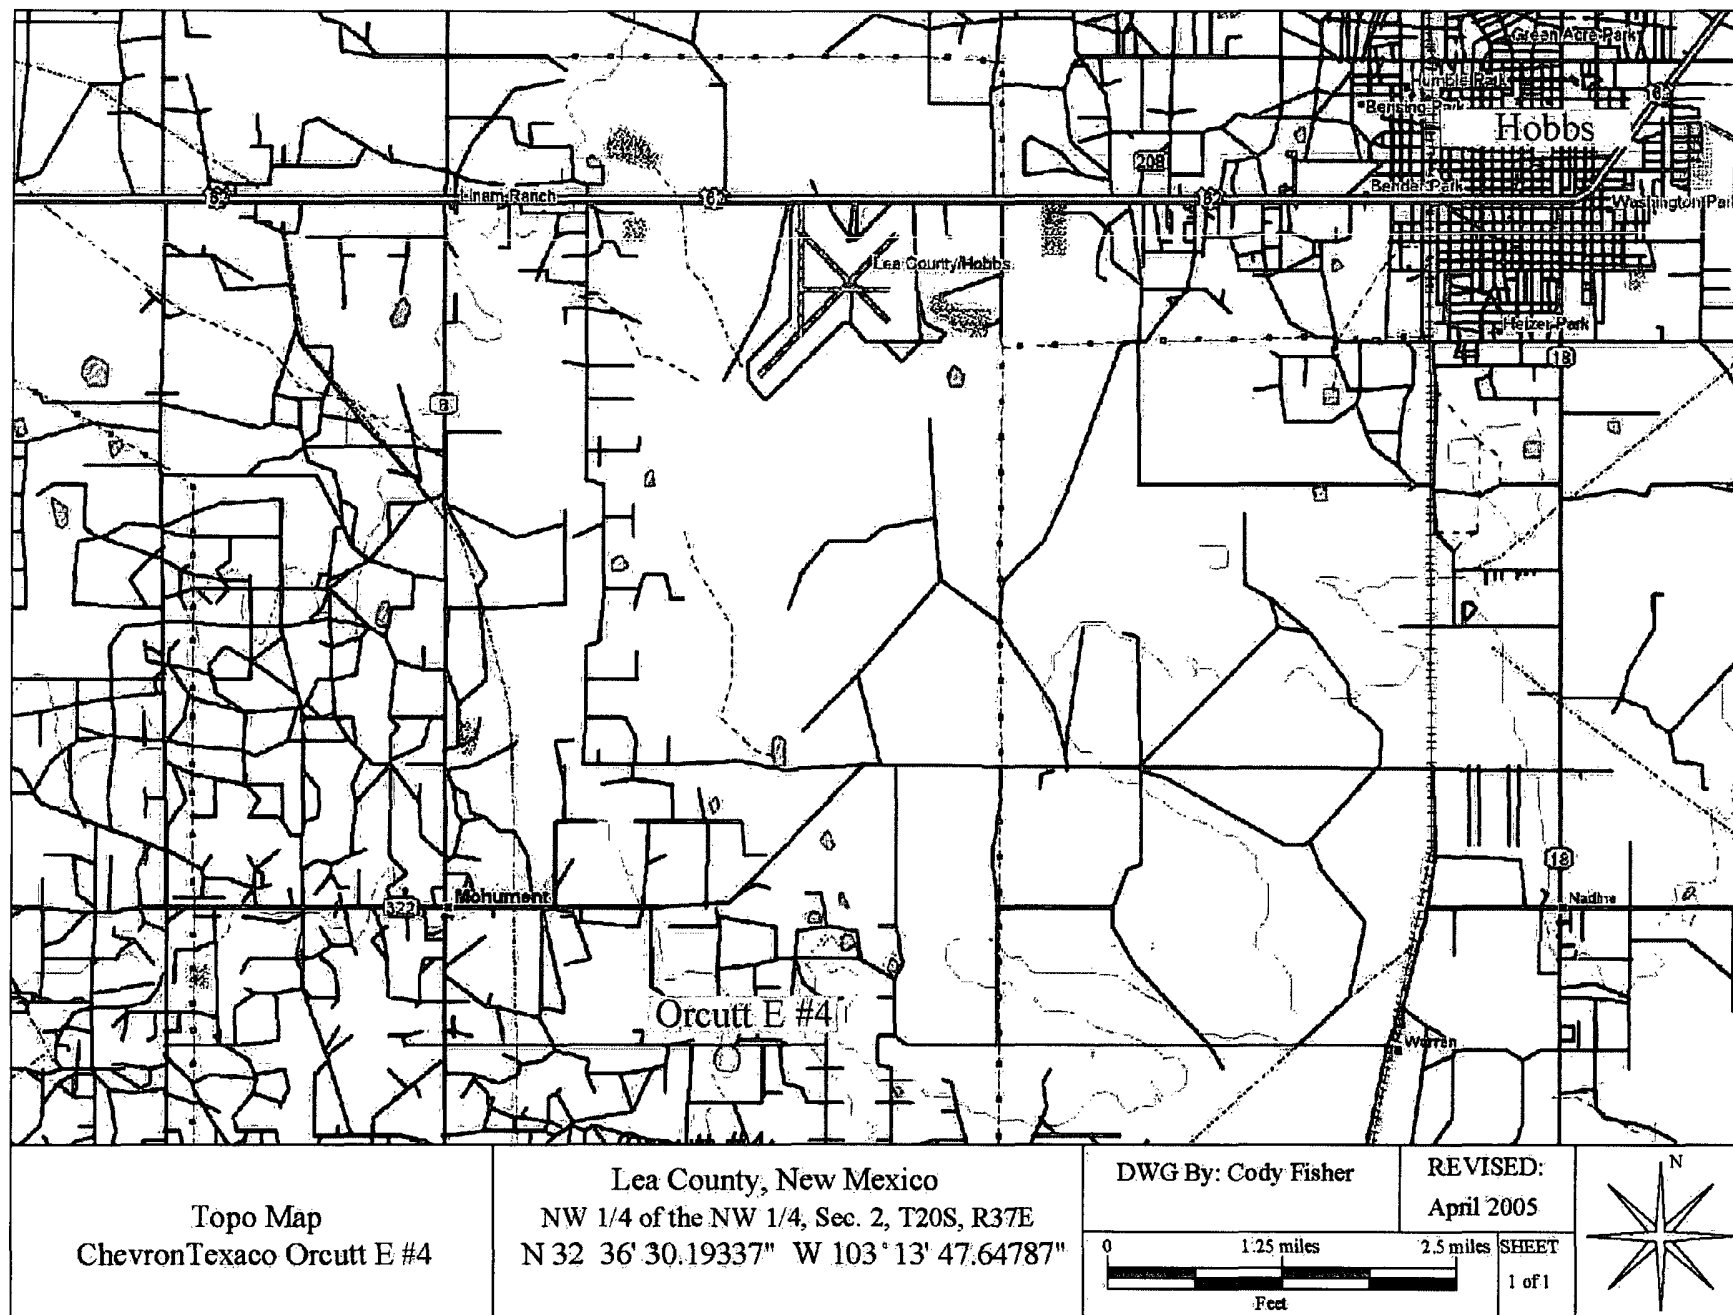 Green Acre Park
Humble Park
62
Bensing Park
Hobbs
208
Bender Park
62
Linam Ranch
62
62
Washington Park
Lea County/Hobbs
Heizer Park
18
8
18
Monument
322
Nadine
Orcutt E #4
Warren
Topo Map
ChevronTexaco Orcutt E #4
Lea County, New Mexico
NW 1/4 of the NW 1/4, Sec. 2, T20S, R37E
N 32 36' 30.19337" W 103° 13' 47.64787"
DWG By: Cody Fisher
REVISED:
April 2005
0 1.25 miles 2.5 miles
Feet
SHEET
1 of 1
N